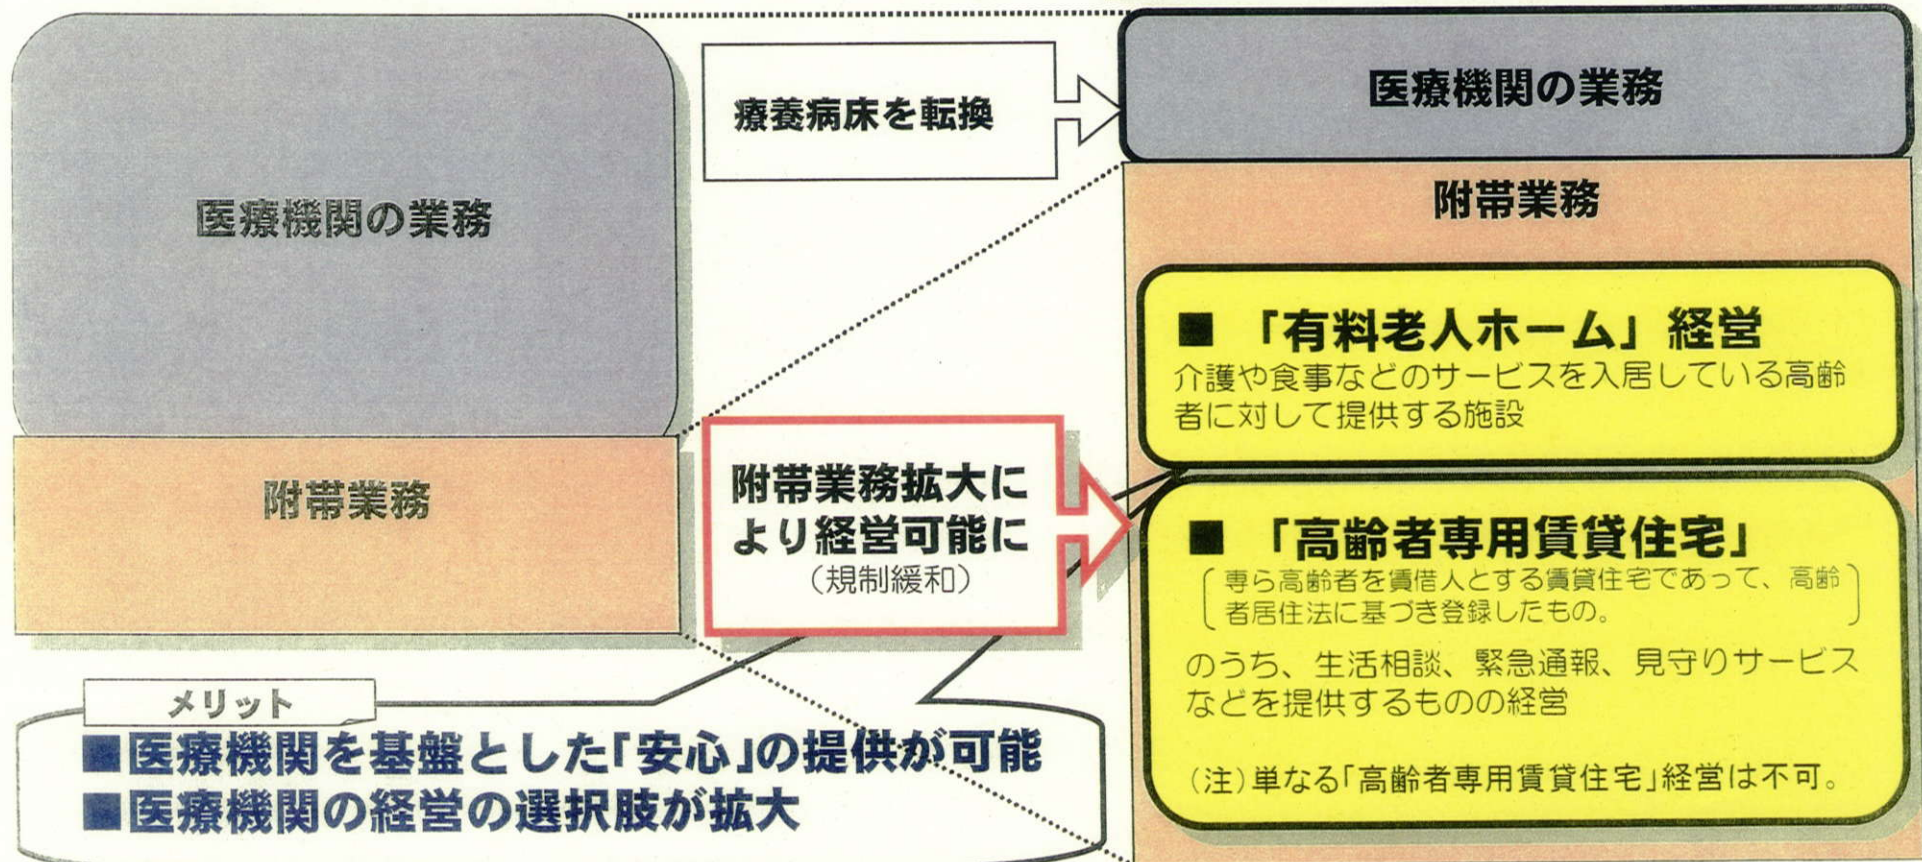 医療機関の業務
附帯業務
療養病床を転換
附帯業務拡大に
より経営可能に
（規制緩和）
メリット
■医療機関を基盤とした｢安心｣の提供が可能
■医療機関の経営の選択肢が拡大
医療機関の業務
附帯業務
■ 「有料老人ホーム」経営
介護や食事などのサービスを入居している高齢
者に対して提供する施設
■ 「高齢者専用賃貸住宅」
〔専ら高齢者を賃借人とする賃貸住宅であって、高齢
者居住法に基づき登録したもの。〕
のうち、生活相談、緊急通報、見守りサービス
などを提供するものの経営
（注）単なる｢高齢者専用賃貸住宅｣経営は不可。